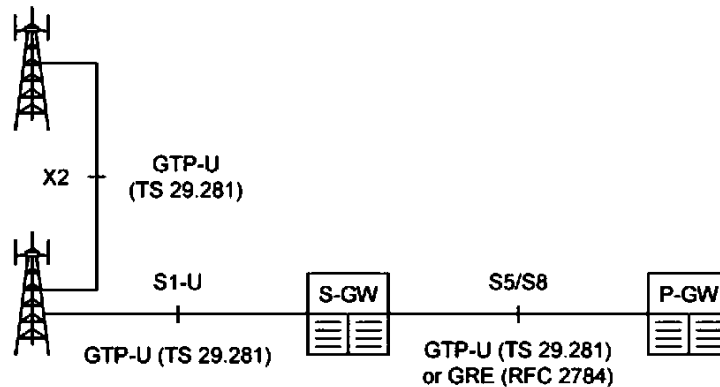 X2
GTP-U
(TS 29.281)
S1-U
S-GW
S5/S8
P-GW
GTP-U (TS 29.281)
GTP-U (TS 29.281)
or GRE (RFC 2784)